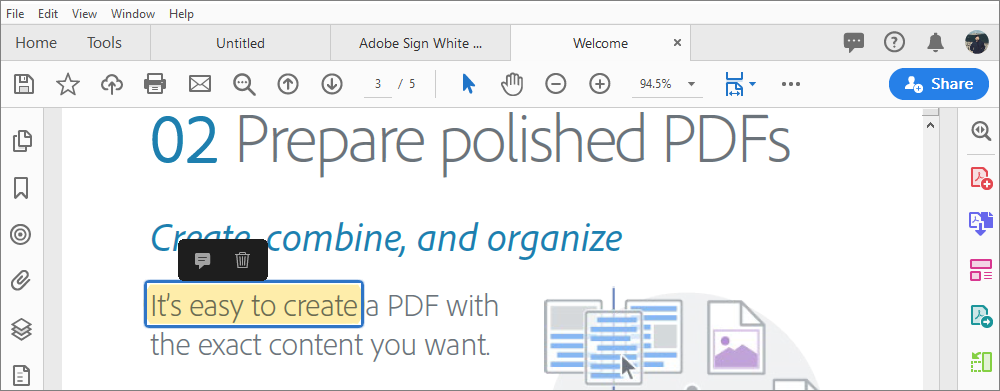 File Edit View Window Help
Home Tools Untitled Adobe Sign White ... Welcome ×
3 / 5 94.5% Share
02 Prepare polished PDFs
Create, combine, and organize
It's easy to create a PDF with
the exact content you want.